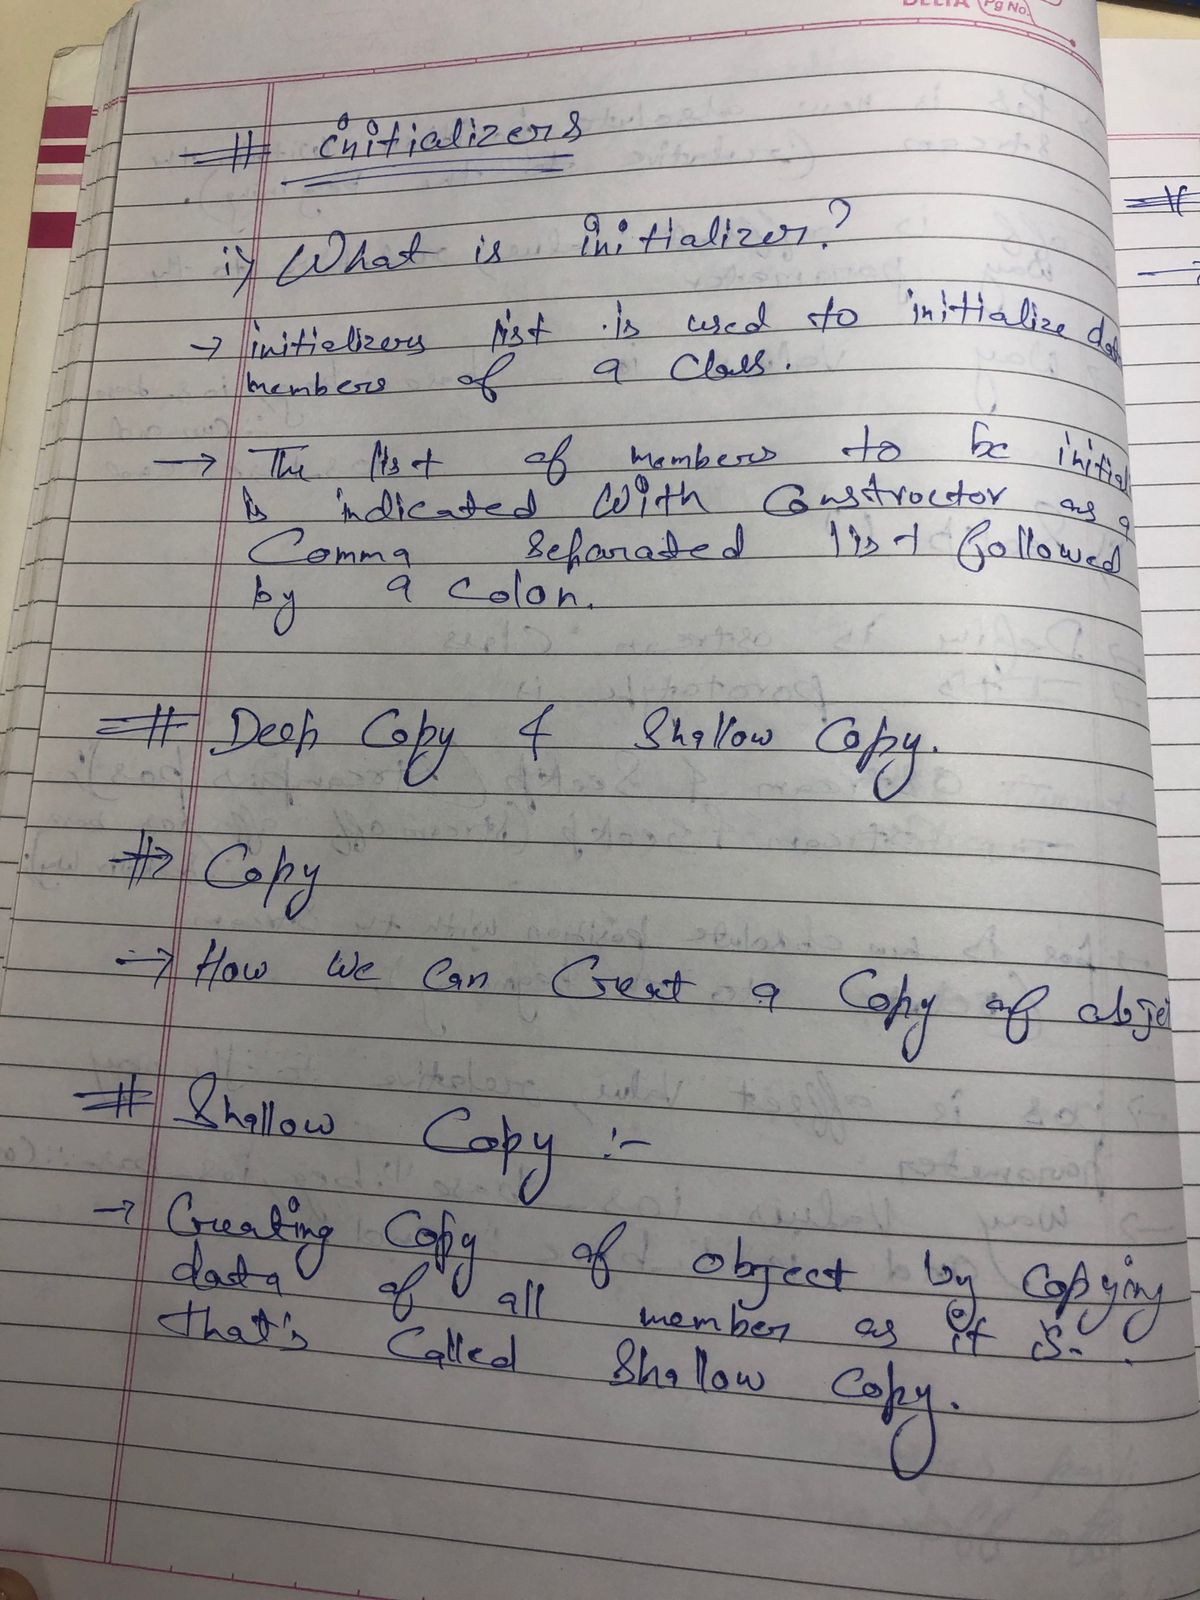 DELTA Pg No.
# initializers
i) What is initializer?
→ initializers list is used to initialize data
members of a class.
→ The list of members to be initial
is indicated with constructor as a
Comma separated list followed
by a colon.
# Deep Copy & Shallow Copy.
# Copy
→ How we can Creat a Copy of obje
# Shallow Copy :-
→ Creating Copy of object by copying
data of all member as it is.
that's Called Shallow Copy.